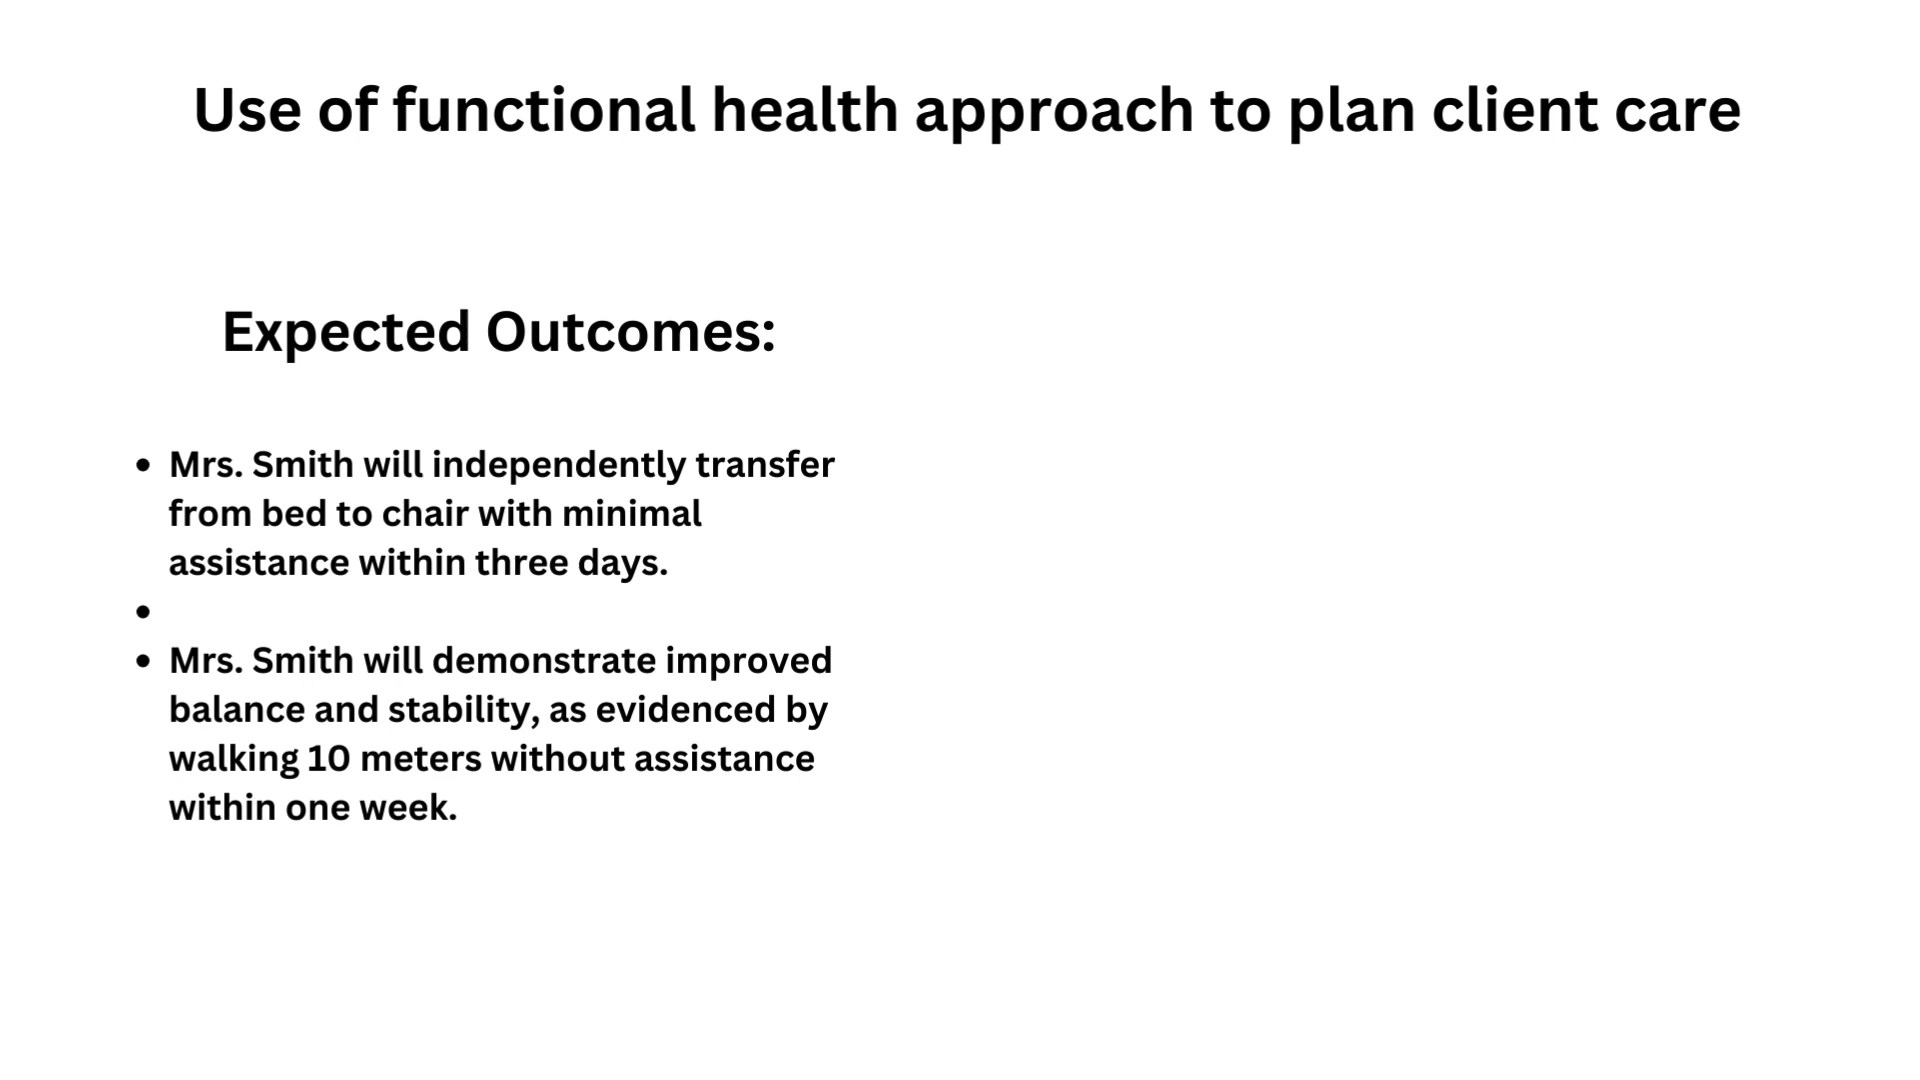 Use of functional health approach to plan client care
Expected Outcomes:
• Mrs. Smith will independently transfer
from bed to chair with minimal
assistance within three days.
•
• Mrs. Smith will demonstrate improved
balance and stability, as evidenced by
walking 10 meters without assistance
within one week.